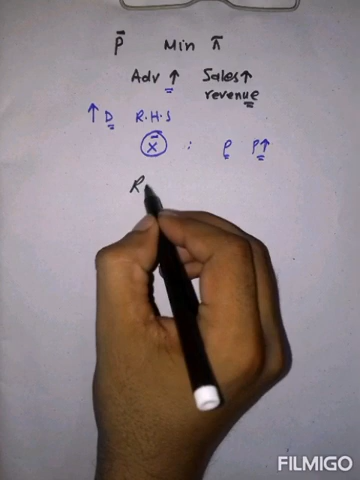 P̄ Min π̄
Adv ↑ Sales↑
revenue
↑ D R.H.S
X̄ : P↑
R
FILMIGO